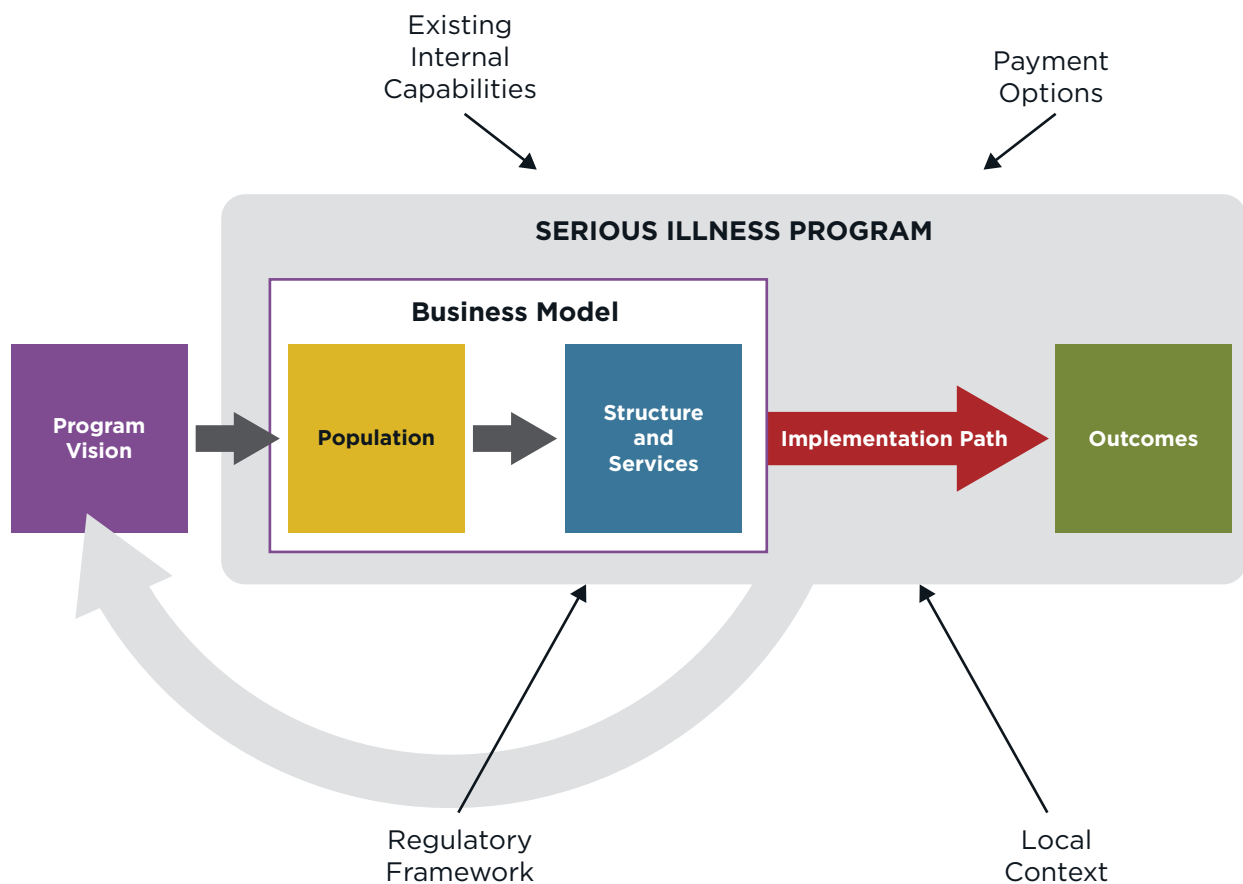 Existing
Internal
Capabilities
Payment
Options
SERIOUS ILLNESS PROGRAM
Business Model
Program
Vision
Population
Structure
and
Services
Implementation Path
Outcomes
Regulatory
Framework
Local
Context